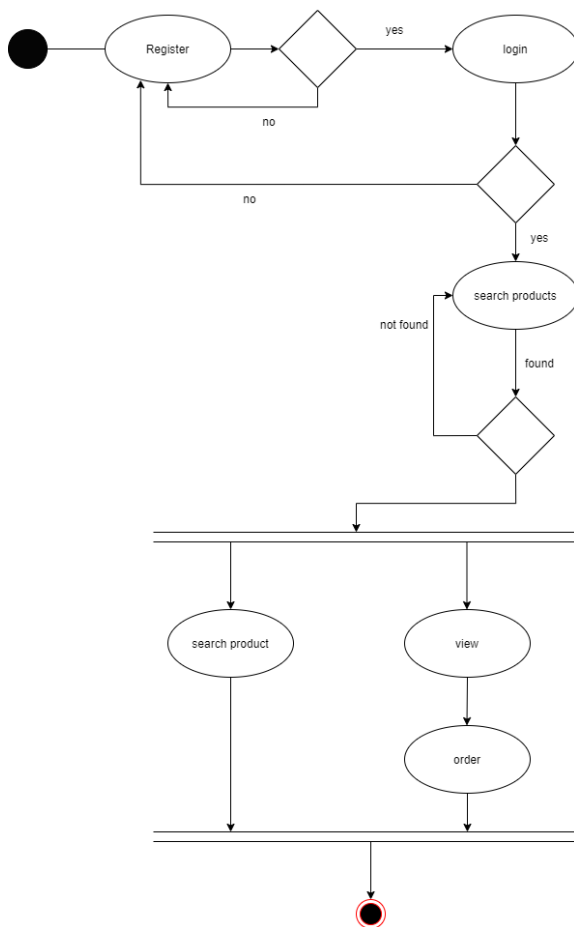 Register
yes
login
no
no
yes
search products
not found
found
search product
view
order